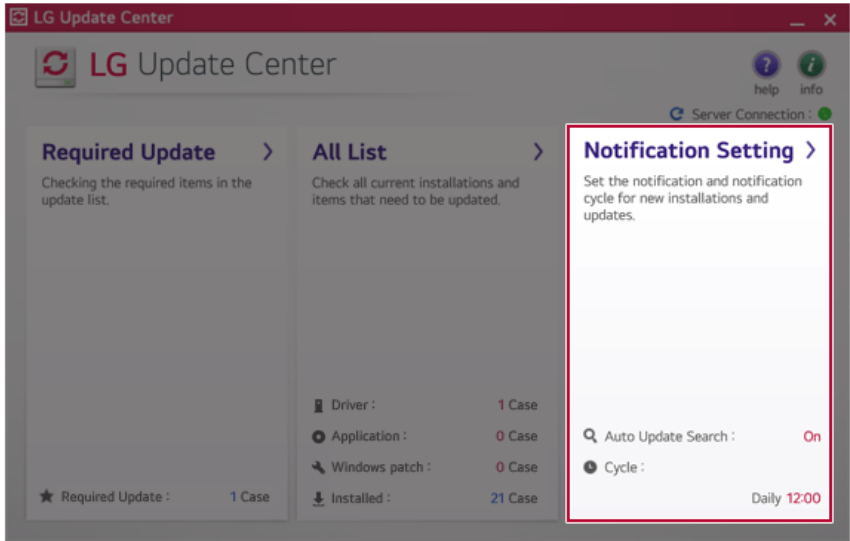 LG Update Center
LG Update Center
help info
Server Connection :
Required Update
Checking the required items in the
update list.
Required Update : 1 Case
All List
Check all current installations and
items that need to be updated.
Driver : 1 Case
Application : 0 Case
Windows patch : 0 Case
Installed : 21 Case
Notification Setting
Set the notification and notification
cycle for new installations and
updates.
Auto Update Search : On
Cycle :
Daily 12:00